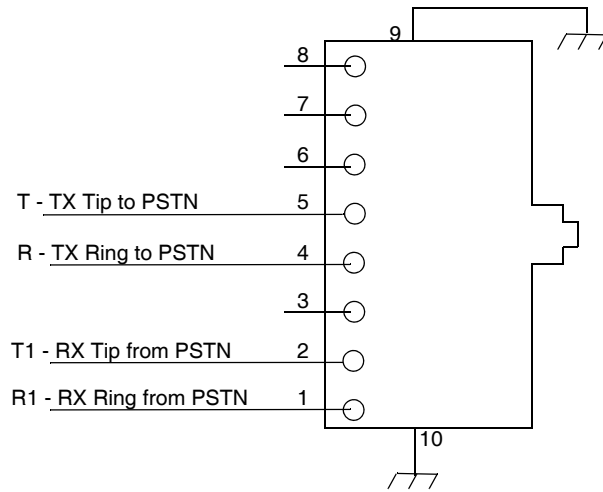 9
8
7
6
T - TX Tip to PSTN 5
R - TX Ring to PSTN 4
3
T1 - RX Tip from PSTN 2
R1 - RX Ring from PSTN 1
10